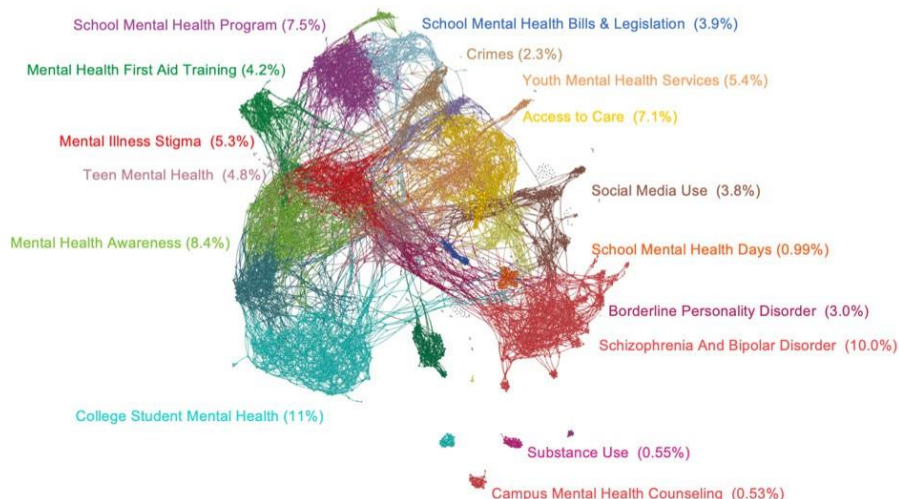 School Mental Health Program (7.5%)
School Mental Health Bills & Legislation (3.9%)
Crimes (2.3%)
Mental Health First Aid Training (4.2%)
Youth Mental Health Services (5.4%)
Access to Care (7.1%)
Mental Illness Stigma (5.3%)
Teen Mental Health (4.8%)
Social Media Use (3.8%)
Mental Health Awareness (8.4%)
School Mental Health Days (0.99%)
Borderline Personality Disorder (3.0%)
Schizophrenia And Bipolar Disorder (10.0%)
College Student Mental Health (11%)
Substance Use (0.55%)
Campus Mental Health Counseling (0.53%)